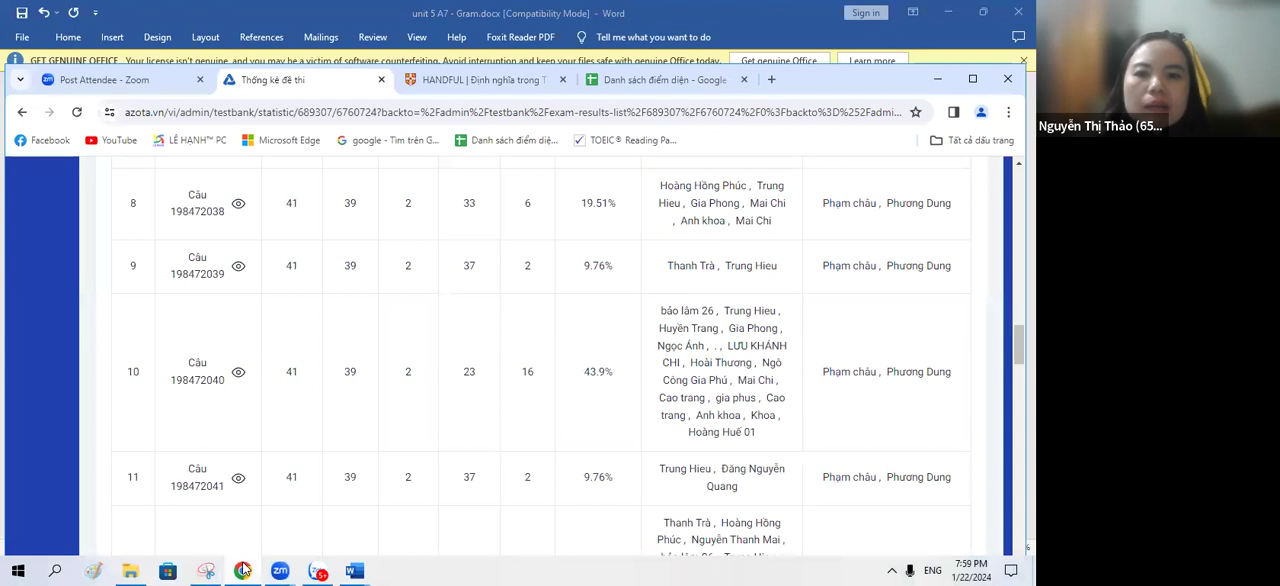 unit 5 A7 - Gram.docx [Compatibility Mode] - Word
Sign in
File Home Insert Design Layout References Mailings Review View Help Foxit Reader PDF Tell me what you want to do
GET GENUINE OFFICE Your license isn't genuine, and you may be a victim of software counterfeiting. Avoid interruption and keep your files safe with genuine Office today. Get genuine Office Learn more
Post Attendee - Zoom
Thống kê đề thi
HANDFUL | Định nghĩa trong T
Danh sách điểm diện - Google
azota.vn/vi/admin/testbank/statistic/689307/6760724?backto=%2Fadmin%2Ftestbank%2Fexam-results-list%2F689307%2F6760724%2F0%3Fbackto%3D%252Fadmi...
Facebook YouTube LÊ HẠNH™ PC Microsoft Edge google - Tìm trên G... Danh sách điểm diệ... TOEIC® Reading Pa... Tất cả dấu trang
8 Câu 41 39 2 33 6 19.51% Hoàng Hồng Phúc , Trung Phạm châu , Phương Dung
198472038 Hieu , Gia Phong , Mai Chi
, Anh khoa , Mai Chi
9 Câu 41 39 2 37 2 9.76% Thanh Trà , Trung Hieu Phạm châu , Phương Dung
198472039
10 Câu 41 39 2 23 16 43.9% bảo lâm 26 , Trung Hieu , Phạm châu , Phương Dung
198472040 Huyền Trang , Gia Phong ,
Ngọc Ánh , . , LƯU KHÁNH
CHI , Hoài Thương , Ngô
Công Gia Phú , Mai Chi ,
Cao trang , gia phus , Cao
trang , Anh khoa , Khoa ,
Hoàng Huế 01
11 Câu 41 39 2 37 2 9.76% Trung Hieu , Đăng Nguyễn Phạm châu , Phương Dung
198472041 Quang
Thanh Trà , Hoàng Hồng
Phúc , Nguyễn Thanh Mai ,
Nguyễn Thị Thảo (65...
zm
5+
ENG
7:59 PM
1/22/2024